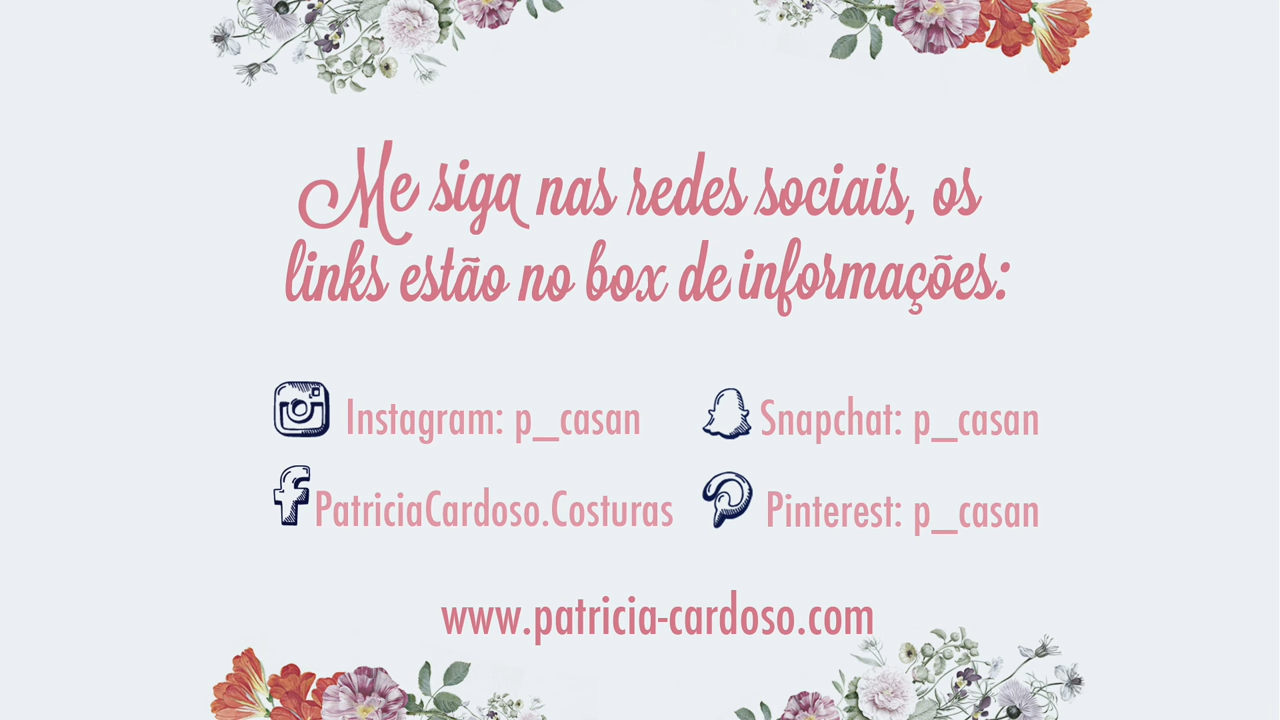 Me siga nas redes sociais, os
links estão no box de informações:
Instagram: p_casan
Snapchat: p_casan
PatriciaCardoso.Costuras
Pinterest: p_casan
www.patricia-cardoso.com